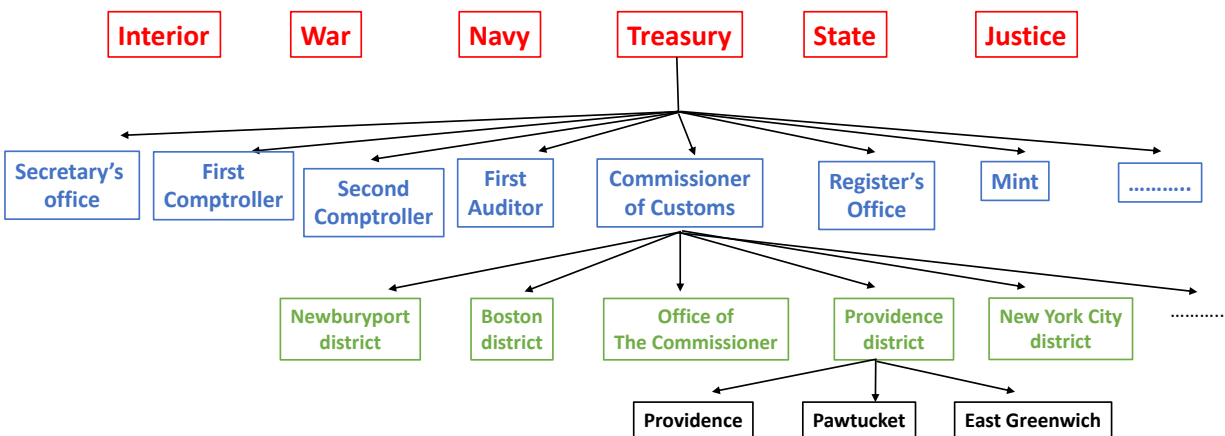 Interior
War
Navy
Treasury
State
Justice
Secretary's
office
First
Comptroller
Second
Comptroller
First
Auditor
Commissioner
of Customs
Register's
Office
Mint
………..
Newburyport
district
Boston
district
Office of
The Commissioner
Providence
district
New York City
district
………..
Providence
Pawtucket
East Greenwich